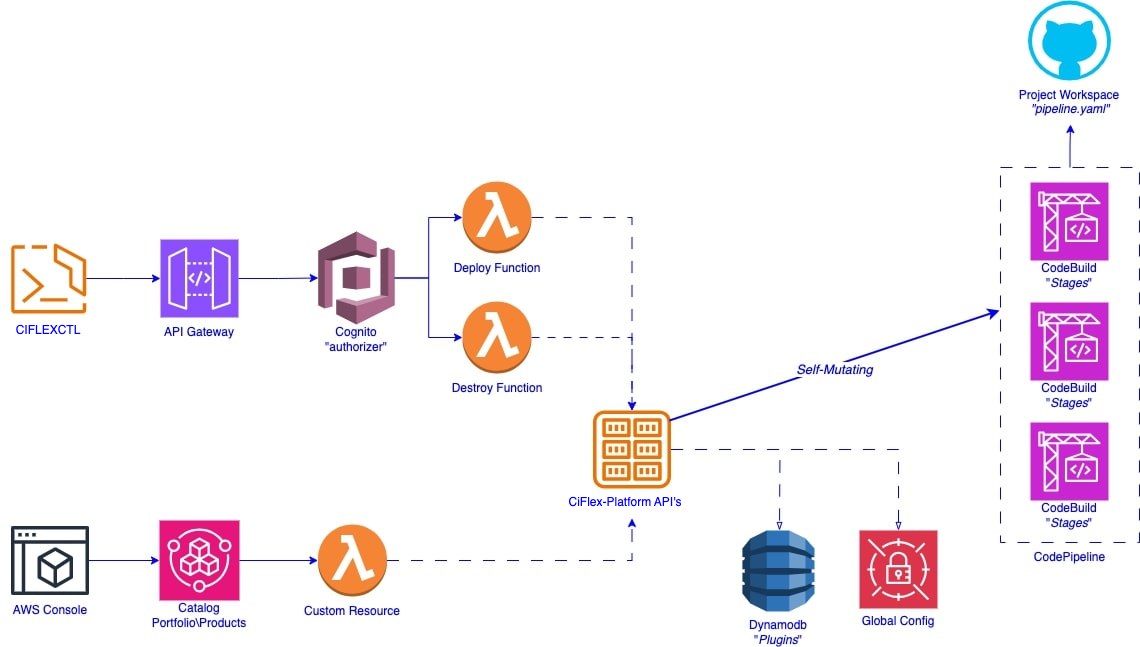 Project Workspace
"pipeline.yaml"
CIFLEXCTL
API Gateway
Cognito
"authorizer"
Deploy Function
Destroy Function
Self-Mutating
CodeBuild
"Stages"
CodeBuild
"Stages"
CodeBuild
"Stages"
CodePipeline
CiFlex-Platform API's
AWS Console
Catalog
Portfolio\Products
Custom Resource
Dynamodb
"Plugins"
Global Config